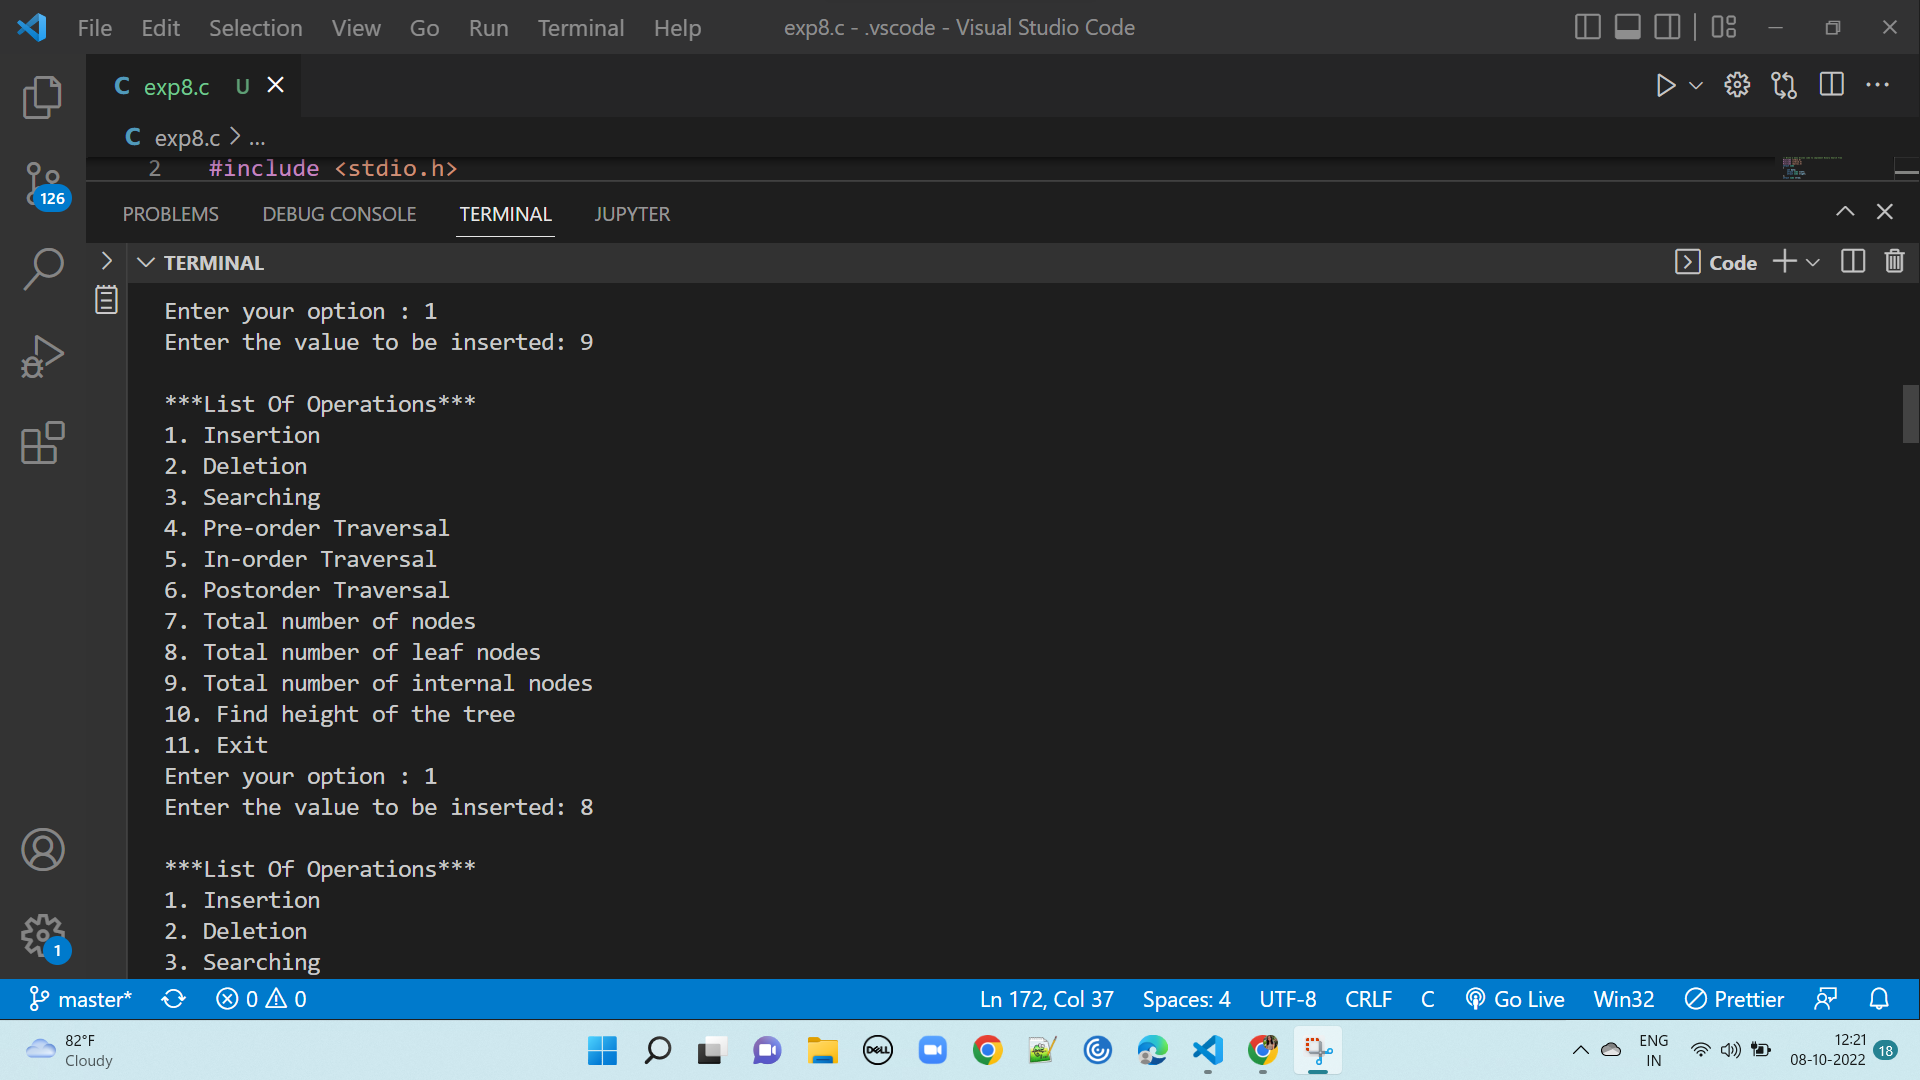 File Edit Selection View Go Run Terminal Help exp8.c - .vscode - Visual Studio Code
C exp8.c U
C exp8.c > ...
126
2 #include <stdio.h>
PROBLEMS DEBUG CONSOLE TERMINAL JUPYTER
TERMINAL Code
Enter your option : 1
Enter the value to be inserted: 9
***List Of Operations***
1. Insertion
2. Deletion
3. Searching
4. Pre-order Traversal
5. In-order Traversal
6. Postorder Traversal
7. Total number of nodes
8. Total number of leaf nodes
9. Total number of internal nodes
10. Find height of the tree
11. Exit
Enter your option : 1
Enter the value to be inserted: 8
***List Of Operations***
1. Insertion
2. Deletion
3. Searching
1
master* 0 0 Ln 172, Col 37 Spaces: 4 UTF-8 CRLF C Go Live Win32 Prettier
82°F
Cloudy
DELL
ENG
IN
12:21
08-10-2022
18